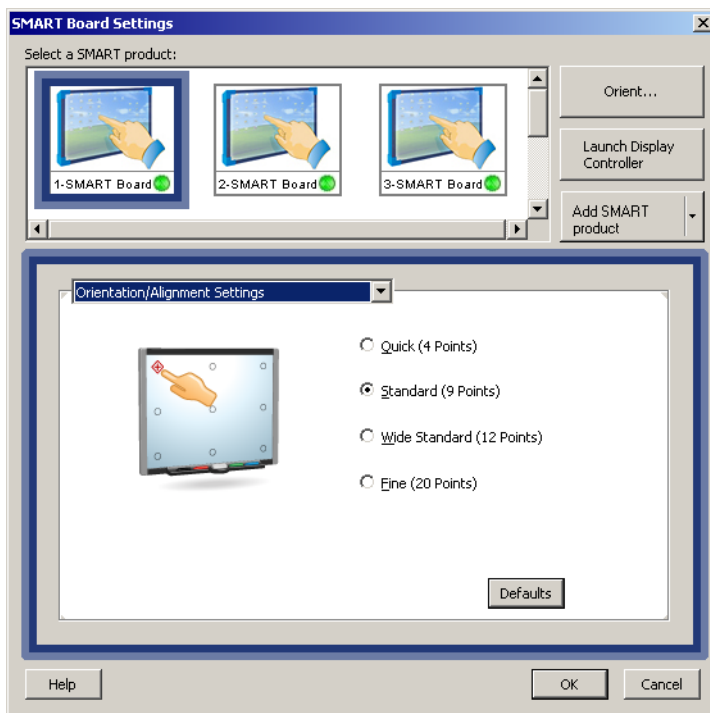 SMART Board Settings
Select a SMART product:
1-SMART Board
2-SMART Board
3-SMART Board
Orient...
Launch Display
Controller
Add SMART
product
Orientation/Alignment Settings
Quick (4 Points)
Standard (9 Points)
Wide Standard (12 Points)
Fine (20 Points)
Defaults
Help
OK
Cancel